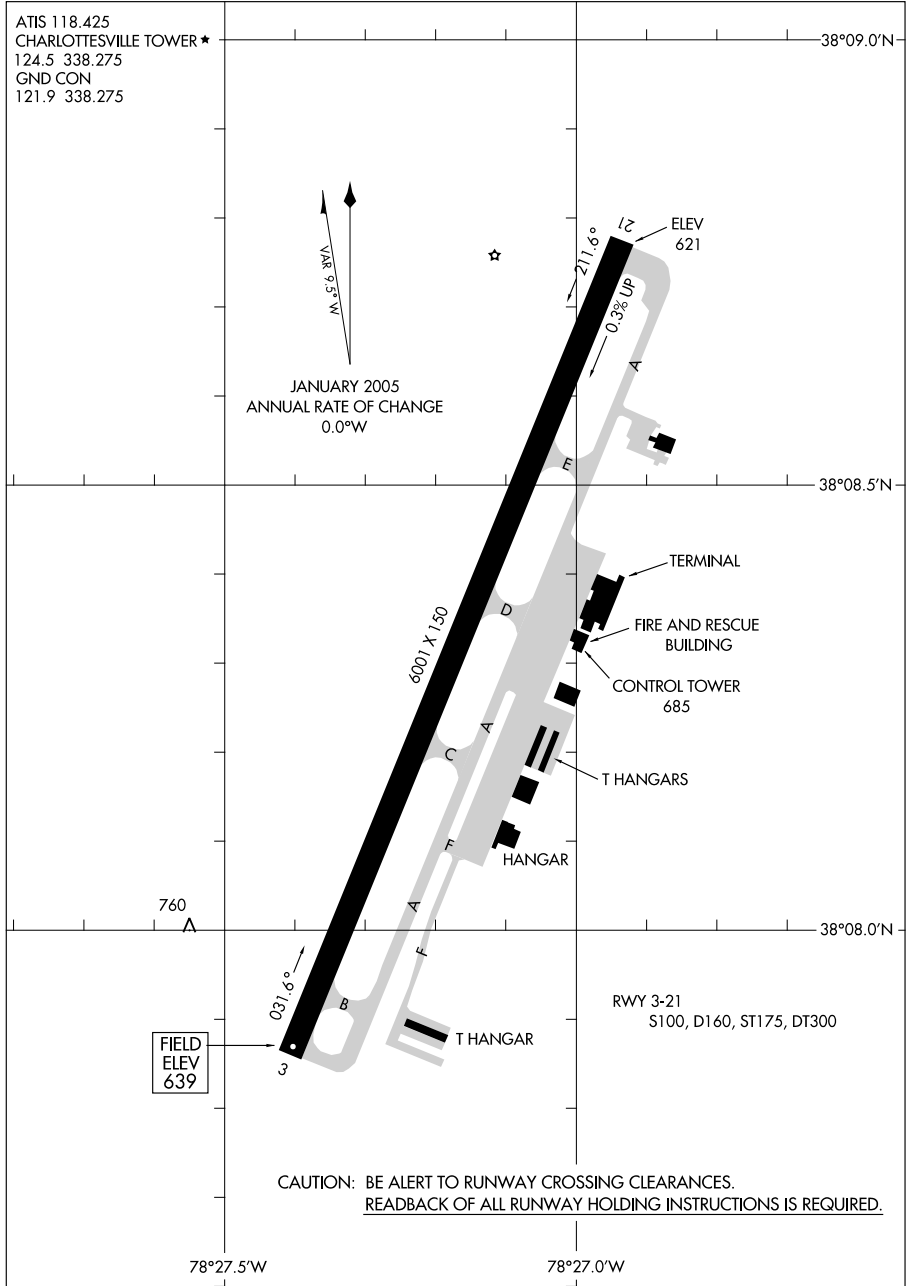 ATIS 118.425
CHARLOTTESVILLE TOWER ★
124.5 338.275
GND CON
121.9 338.275
38°09.0'N
VAR 9.5° W
JANUARY 2005
ANNUAL RATE OF CHANGE
0.0°W
21
ELEV
621
211.6°
0.3% UP
A
E
38°08.5'N
TERMINAL
D
FIRE AND RESCUE
BUILDING
6001 X 150
CONTROL TOWER
685
A
C
T HANGARS
F
HANGAR
760
A
38°08.0'N
F
031.6°
B
RWY 3-21
S100, D160, ST175, DT300
T HANGAR
FIELD
ELEV
639
3
CAUTION: BE ALERT TO RUNWAY CROSSING CLEARANCES.
READBACK OF ALL RUNWAY HOLDING INSTRUCTIONS IS REQUIRED.
78°27.5'W
78°27.0'W